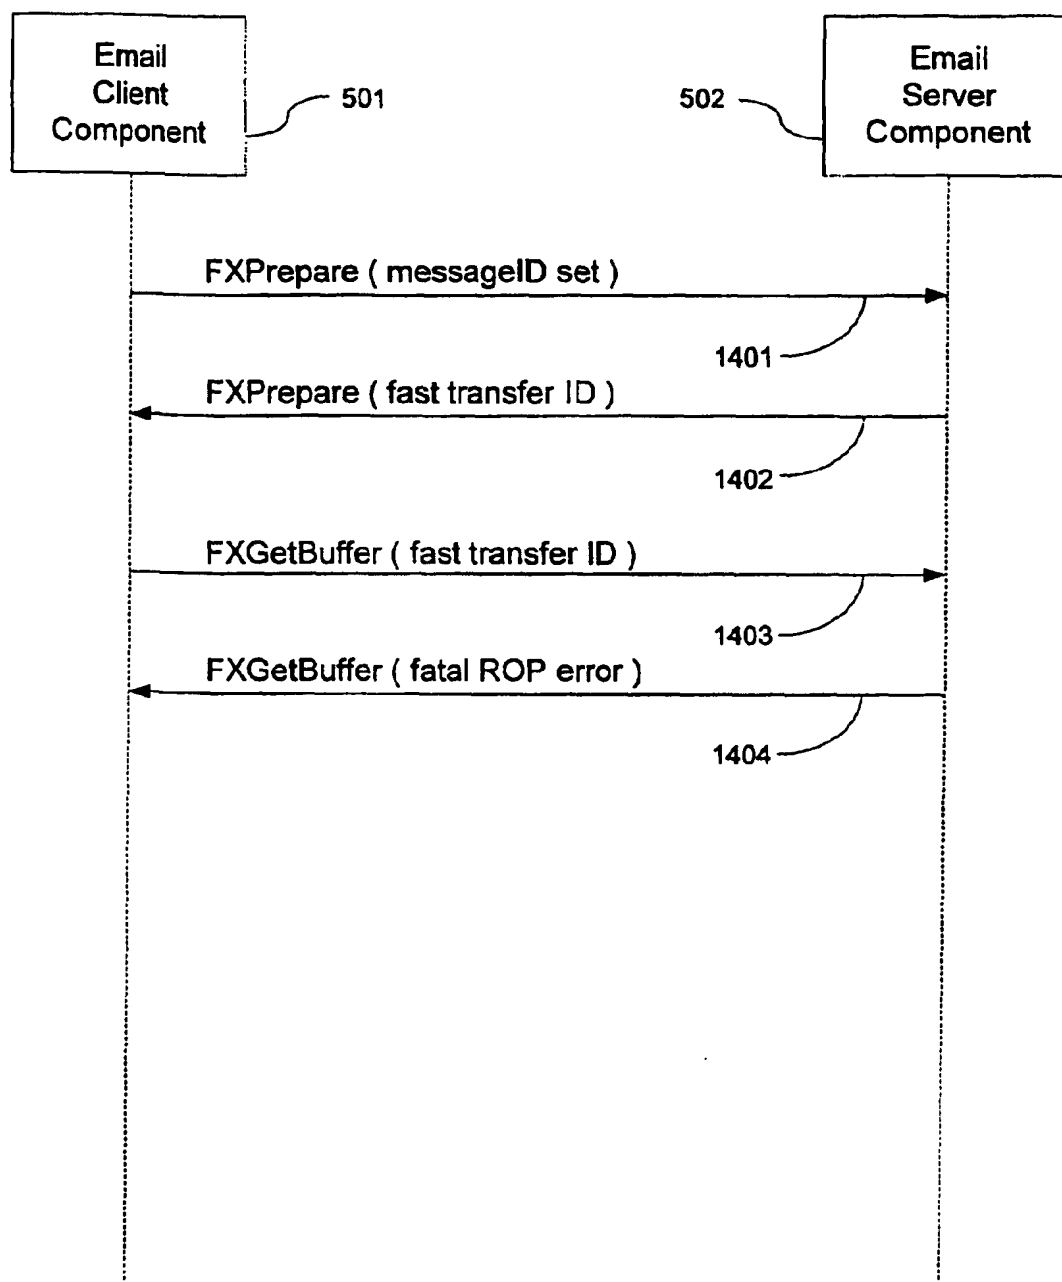 Email
Client
Component
501
502
Email
Server
Component
FXPrepare ( messageID set )
1401
FXPrepare ( fast transfer ID )
1402
FXGetBuffer ( fast transfer ID )
1403
FXGetBuffer ( fatal ROP error )
1404